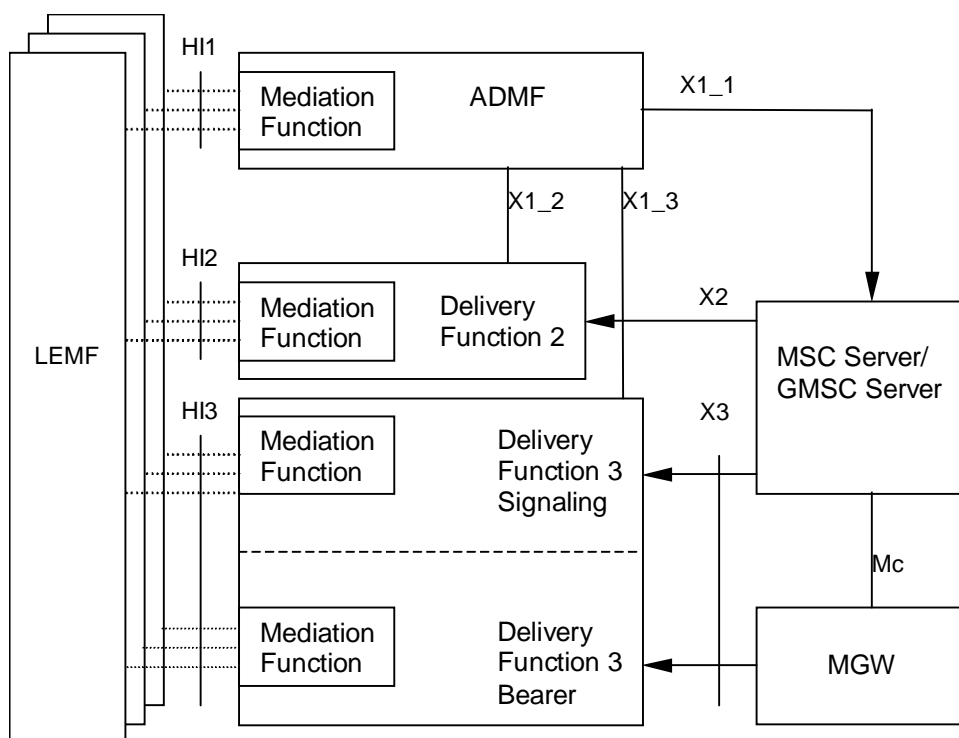 HI1
Mediation
Function
ADMF
X1_1
X1_2
X1_3
HI2
Mediation
Function
Delivery
Function 2
X2
LEMF
MSC Server/
GMSC Server
HI3
Mediation
Function
Delivery
Function 3
Signaling
X3
Mc
Mediation
Function
Delivery
Function 3
Bearer
MGW